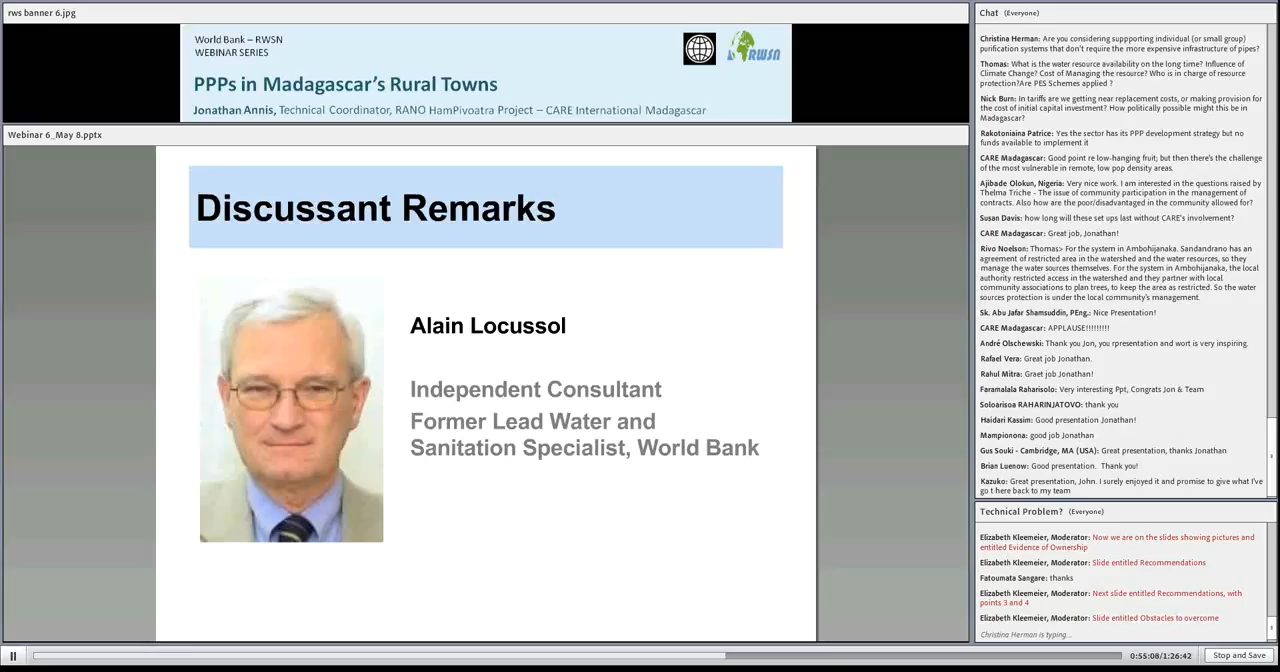 rws banner 6.jpg
World Bank – RWSN
WEBINAR SERIES
RWSN
PPPs in Madagascar's Rural Towns
Jonathan Annis, Technical Coordinator, RANO HamPivoatra Project – CARE International Madagascar
Webinar 6_May 8.pptx
Discussant Remarks
Alain Locussol
Independent Consultant
Former Lead Water and
Sanitation Specialist, World Bank
Chat (Everyone)
Christina Herman: Are you considering suppporting individual (or small group)
purification systems that don't require the more expensive infrastructure of pipes?
Thomas: What is the water resource availability on the long time? Influence of
Climate Change? Cost of Managing the resource? Who is in charge of resource
protection?Are PES Schemes applied ?
Nick Burn: In tariffs are we getting near replacement costs, or making provision for
the cost of initial capital investment? How politically possible might this be in
Madagascar?
Rakotoniaina Patrice: Yes the sector has its PPP development strategy but no
funds available to implement it
CARE Madagascar: Good point re low-hanging fruit; but then there's the challenge
of the most vulnerable in remote, low pop density areas.
Ajibade Olokun, Nigeria: Very nice work. I am interested in the questions raised by
Thelma Triche - The issue of community participation in the management of
contracts. Also how are the poor/disadvantaged in the community allowed for?
Susan Davis: how long will these set ups last without CARE's involvement?
CARE Madagascar: Great job, Jonathan!
Rivo Noelson: Thomas> For the system in Ambohijanaka. Sandandrano has an
agreement of restricted area in the watershed and the water resources, so they
manage the water sources themselves. For the system in Ambohijanaka, the local
authority restricted access in the watershed and they partner with local
community associations to plan trees, to keep the area as restricted. So the water
sources protection is under the local community's management.
Sk. Abu Jafar Shamsuddin, PEng.: Nice Presentation!
CARE Madagascar: APPLAUSE!!!!!!!!!
André Olschewski: Thank you Jon, you rpresentation and wort is very inspyring.
Rafael Vera: Great job Jonathan.
Rahul Mitra: Graet job Jonathan!
Faramalala Raharisolo: Very interesting Ppt, Congrats Jon & Team
Soloarisoa RAHARINJATOVO: thank you
Haidari Kassim: Good presentation Jonathan!
Mampionona: good job Jonathan
Gus Souki - Cambridge, MA (USA): Great presentation, thanks Jonathan
Brian Luenow: Good presentation. Thank you!
Kazuko: Great presentation, John. I surely enjoyed it and promise to give what I've
go t here back to my team
Technical Problem? (Everyone)
Elizabeth Kleemeier, Moderator: Now we are on the slides showing pictures and
entitled Evidence of Ownership
Elizabeth Kleemeier, Moderator: Slide entitled Recommendations
Fatoumata Sangare: thanks
Elizabeth Kleemeier, Moderator: Next slide entitled Recommendations, with
points 3 and 4
Elizabeth Kleemeier, Moderator: Slide entitled Obstacles to overcome
Christina Herman is typing...
0:55:08/1:26:42
Stop and Save